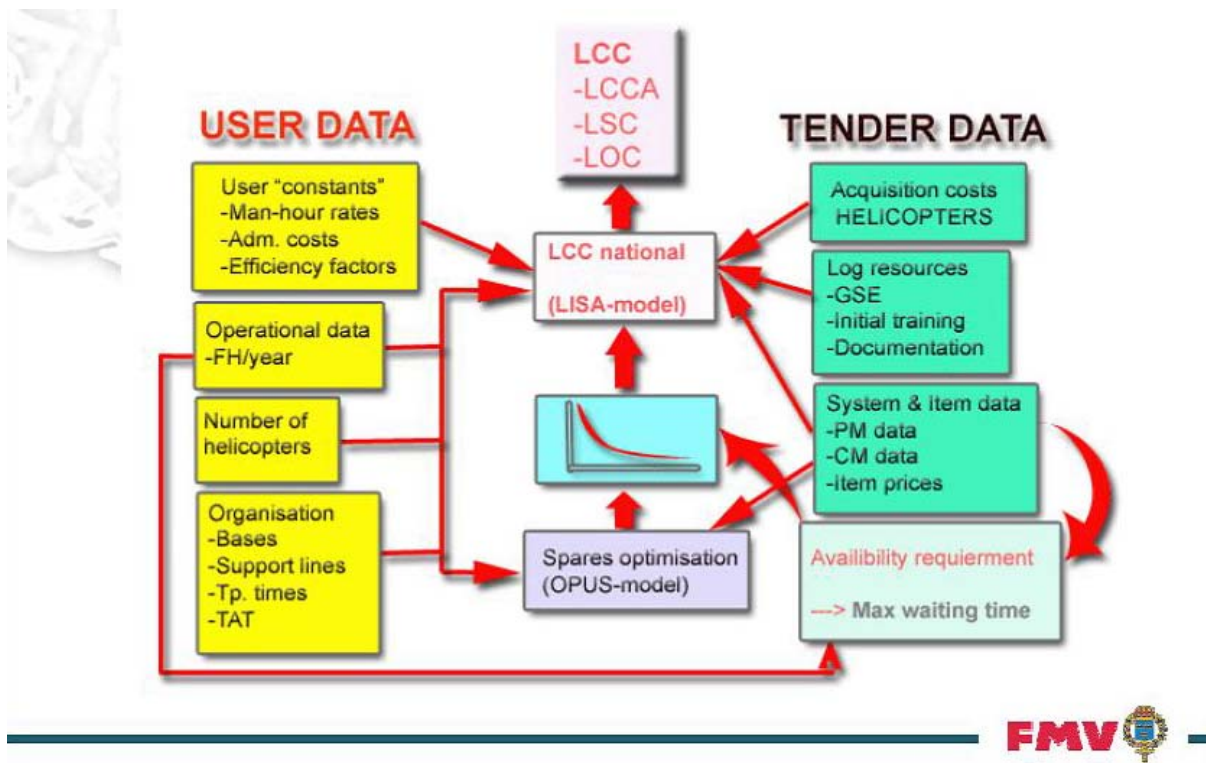 LCC
-LCCA
-LSC
-LOC
USER DATA
User "constants"
-Man-hour rates
-Adm. costs
-Efficiency factors
Operational data
-FH/year
Number of
helicopters
Organisation
-Bases
-Support lines
-Tp. times
-TAT
LCC national
(LISA-model)
Spares optimisation
(OPUS-model)
TENDER DATA
Acquisition costs
HELICOPTERS
Log resources
-GSE
-Initial training
-Documentation
System & Item data
-PM data
-CM data
-Item prices
Availibility requierment
---> Max waiting time
FMV